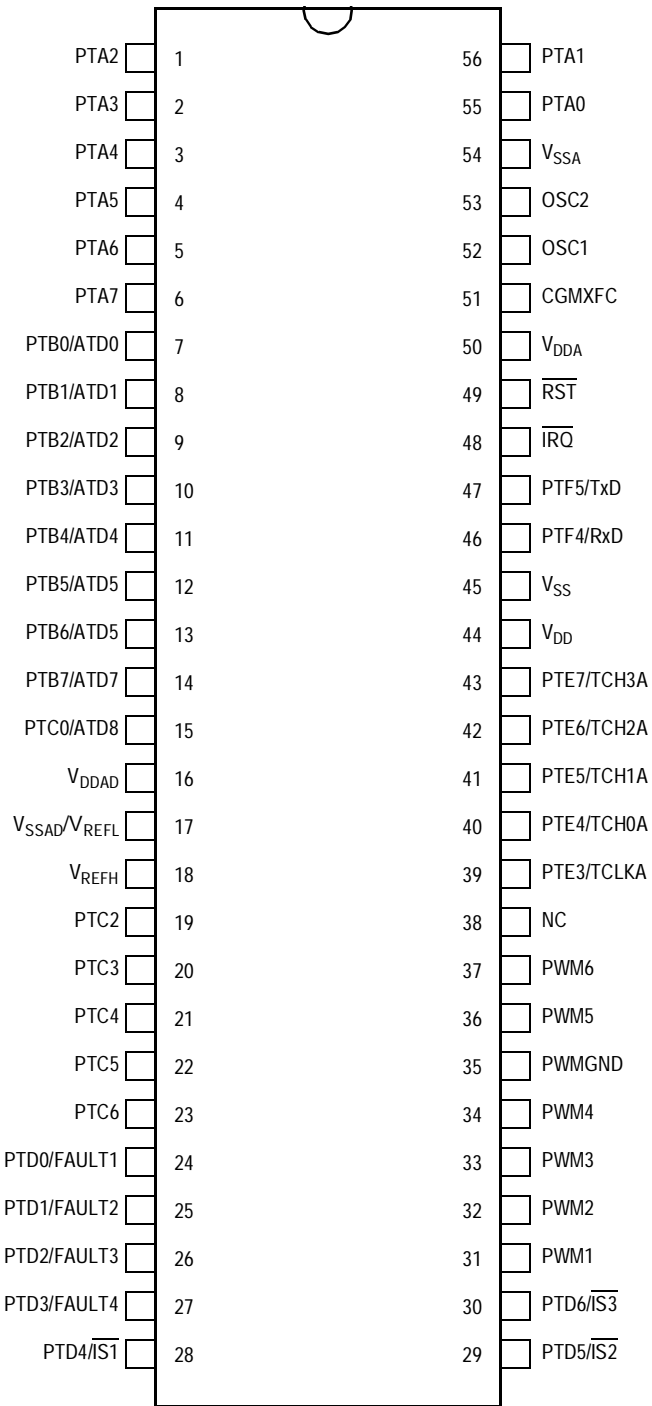 PTA2 1 56 PTA1
PTA3 2 55 PTA0
PTA4 3 54 VSSA
PTA5 4 53 OSC2
PTA6 5 52 OSC1
PTA7 6 51 CGMXFC
PTB0/ATD0 7 50 VDDA
PTB1/ATD1 8 49 R̅S̅T̅
PTB2/ATD2 9 48 I̅R̅Q̅
PTB3/ATD3 10 47 PTF5/TxD
PTB4/ATD4 11 46 PTF4/RxD
PTB5/ATD5 12 45 VSS
PTB6/ATD5 13 44 VDD
PTB7/ATD7 14 43 PTE7/TCH3A
PTC0/ATD8 15 42 PTE6/TCH2A
VDDAD 16 41 PTE5/TCH1A
VSSAD/VREFL 17 40 PTE4/TCH0A
VREFH 18 39 PTE3/TCLKA
PTC2 19 38 NC
PTC3 20 37 PWM6
PTC4 21 36 PWM5
PTC5 22 35 PWMGND
PTC6 23 34 PWM4
PTD0/FAULT1 24 33 PWM3
PTD1/FAULT2 25 32 PWM2
PTD2/FAULT3 26 31 PWM1
PTD3/FAULT4 27 30 PTD6/I̅S̅3̅
PTD4/I̅S̅1̅ 28 29 PTD5/I̅S̅2̅